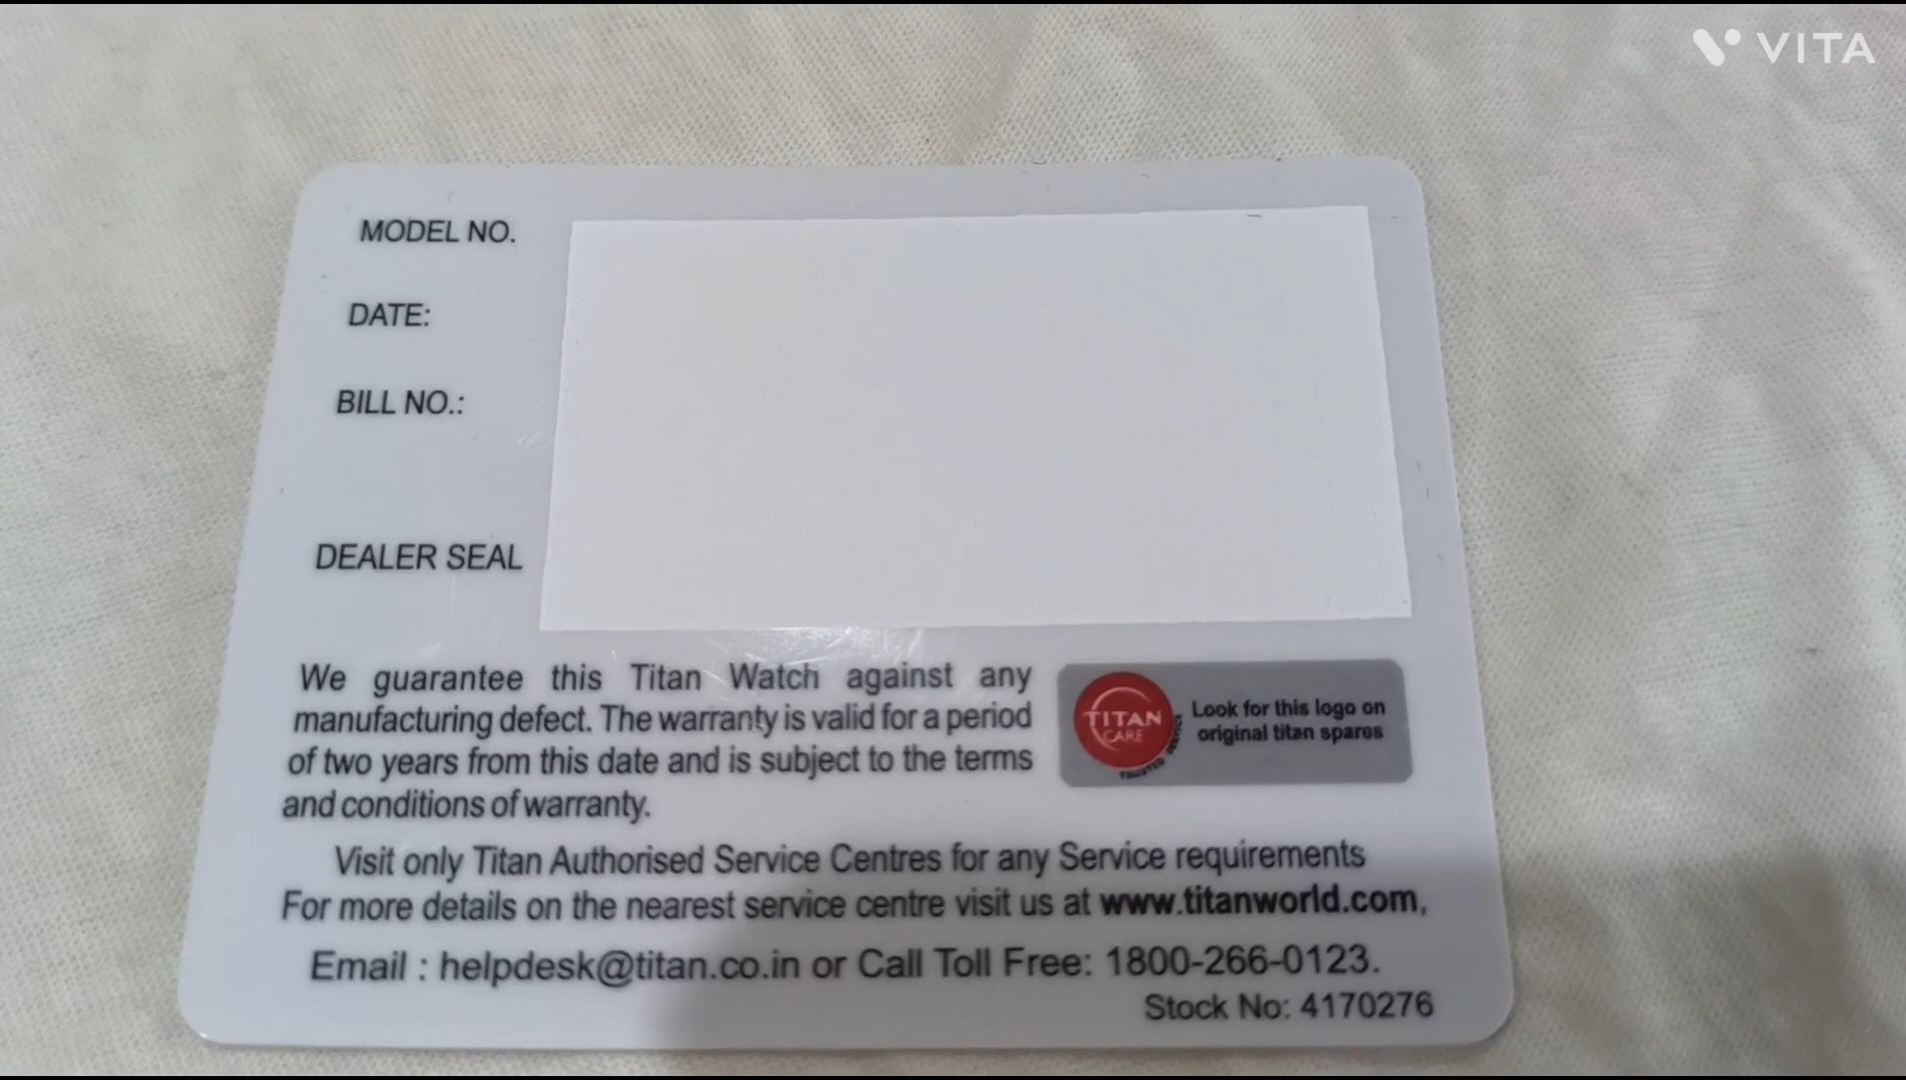 VITA
MODEL NO.
DATE:
BILL NO.:
DEALER SEAL
We guarantee this Titan Watch against any
manufacturing defect. The warranty is valid for a period
of two years from this date and is subject to the terms
and conditions of warranty.
TITAN
CARE
TRUSTED SERVICE
Look for this logo on
original titan spares
Visit only Titan Authorised Service Centres for any Service requirements
For more details on the nearest service centre visit us at www.titanworld.com,
Email : helpdesk@titan.co.in or Call Toll Free: 1800-266-0123.
Stock No: 4170276